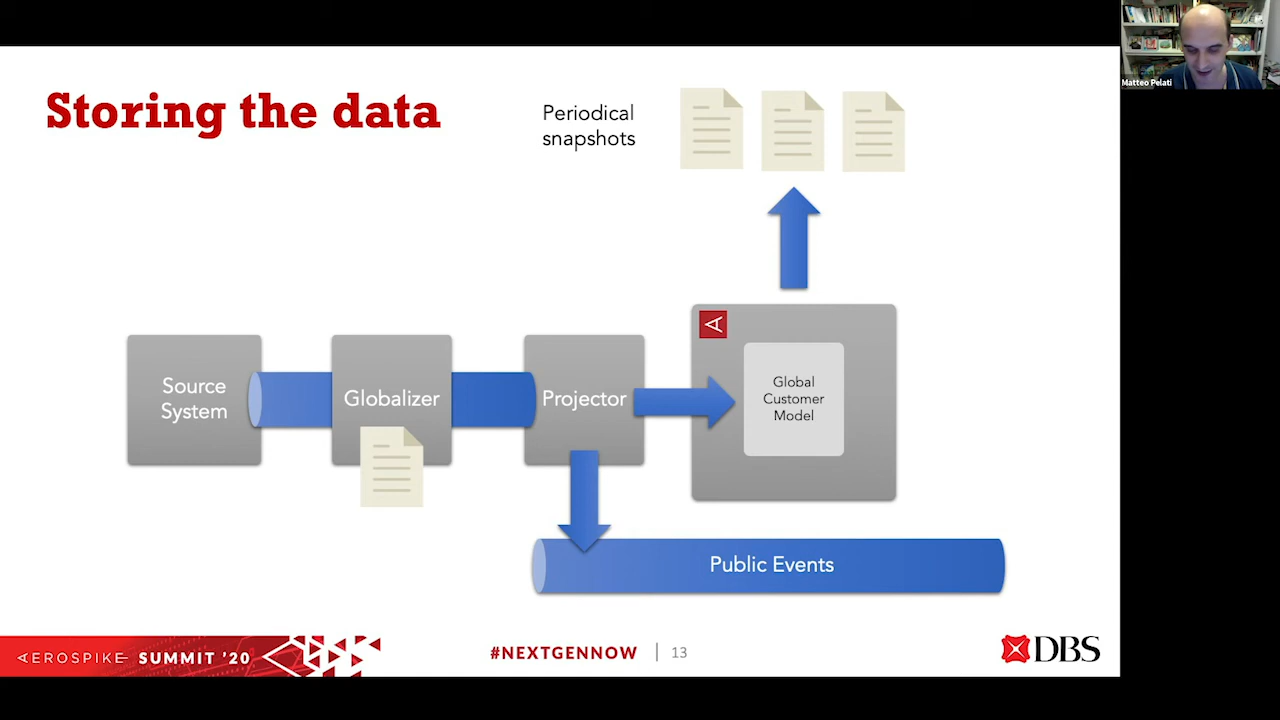 Matteo Pelati
Storing the data
Periodical
snapshots
Source
System
Globalizer
Projector
Global
Customer
Model
Public Events
AEROSPIKE SUMMIT '20
#NEXTGENNOW
13
DBS